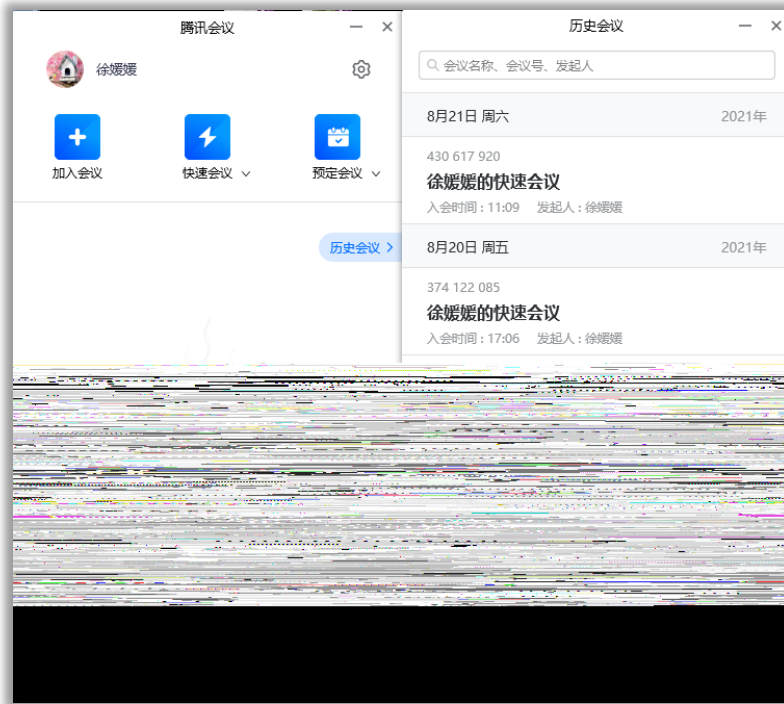 腾讯会议
徐媛媛
加入会议
快速会议
预定会议
历史会议
历史会议
会议名称、会议号、发起人
8月21日 周六
2021年
430 617 920
徐媛媛的快速会议
入会时间 : 11:09 发起人 : 徐媛媛
8月20日 周五
2021年
374 122 085
徐媛媛的快速会议
入会时间 : 17:06 发起人 : 徐媛媛